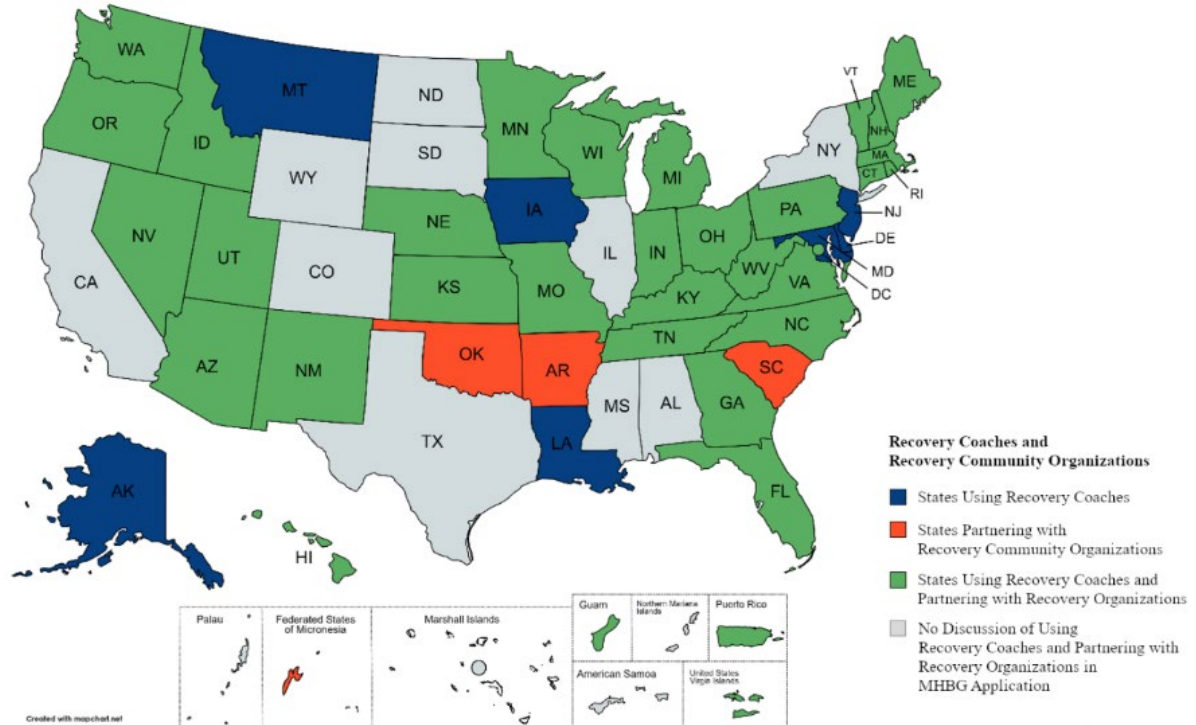 WA
MT
ND
MN
VT
ME
OR
ID
SD
WI
NH
NY
MA
WY
MI
CT
RI
IA
NE
PA
NJ
NV
OH
IL
IN
DE
UT
CO
WV
MD
CA
KS
MO
VA
KY
DC
NC
TN
OK
AZ
NM
AR
SC
MS
AL
GA
TX
LA
AK
FL
HI
Recovery Coaches and
Recovery Community Organizations
States Using Recovery Coaches
States Partnering with
Recovery Community Organizations
States Using Recovery Coaches and
Partnering with Recovery Organizations
No Discussion of Using
Recovery Coaches and Partnering with
Recovery Organizations in
MHBG Application
Palau
Federated States
of Micronesia
Marshall Islands
Guam
Northern Mariana
Islands
Puerto Rico
American Samoa
United States
Virgin Islands
Created with mapchart.net